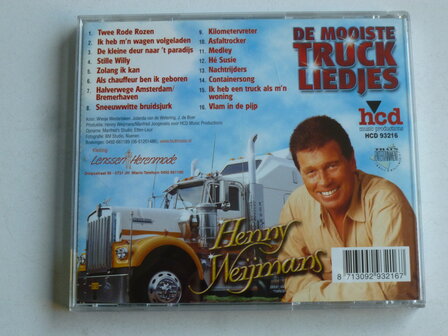 1. Twee Rode Rozen
2. Ik heb m'n wagen volgeladen
3. De kleine deur naar 't paradijs
4. Stille Willy
5. Zolang ik kan
6. Als chauffeur ben ik geboren
7. Halverwege Amsterdam/
Bremerhaven
8. Sneeuwwitte bruidsjurk
9. Kilometervreter
10. Asfaltrocker
11. Medley
12. Hé Susie
13. Nachtrijders
14. Containersong
15. Ik heb een truck als m'n
woning
16. Vlam in de pijp
DE MOOISTE
TRUCK
LIEDJES
hcd
music productions
HCD 93216
Kleding:
Lenssen Herenmode
Henny
Weijmans
8 713092 932167